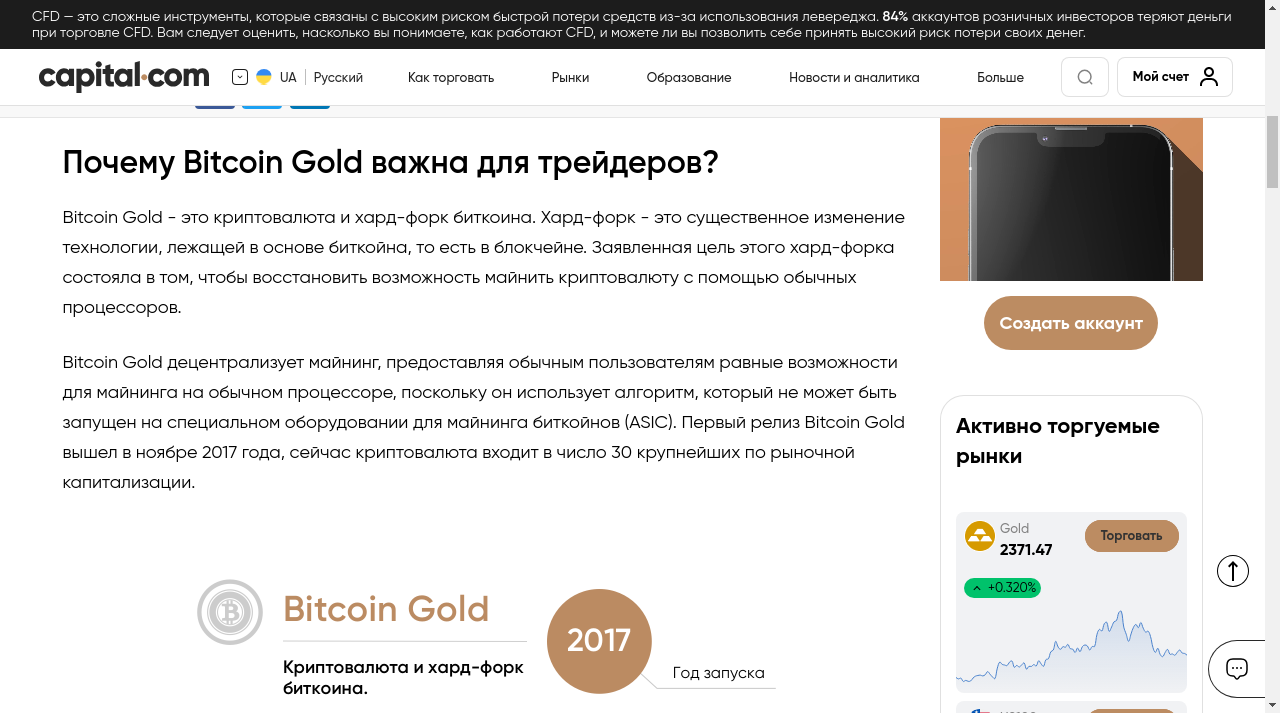 CFD — это сложные инструменты, которые связаны с высоким риском быстрой потери средств из-за использования левереджа. 84% аккаунтов розничных инвесторов теряют деньги
при торговле CFD. Вам следует оценить, насколько вы понимаете, как работают CFD, и можете ли вы позволить себе принять высокий риск потери своих денег.
capital.com
UA Русский
Как торговать
Рынки
Образование
Новости и аналитика
Больше
Мой счет
Почему Bitcoin Gold важна для трейдеров?
Bitcoin Gold - это криптовалюта и хард-форк биткоина. Хард-форк - это существенное изменение
технологии, лежащей в основе биткойна, то есть в блокчейне. Заявленная цель этого хард-форка
состояла в том, чтобы восстановить возможность майнить криптовалюту с помощью обычных
процессоров.
Bitcoin Gold децентрализует майнинг, предоставляя обычным пользователям равные возможности
для майнинга на обычном процессоре, поскольку он использует алгоритм, который не может быть
запущен на специальном оборудовании для майнинга биткойнов (ASIC). Первый релиз Bitcoin Gold
вышел в ноябре 2017 года, сейчас криптовалюта входит в число 30 крупнейших по рыночной
капитализации.
Bitcoin Gold
Криптовалюта и хард-форк
биткоина.
2017
Год запуска
Создать аккаунт
Активно торгуемые
рынки
Gold
2371.47
Торговать
+0.320%